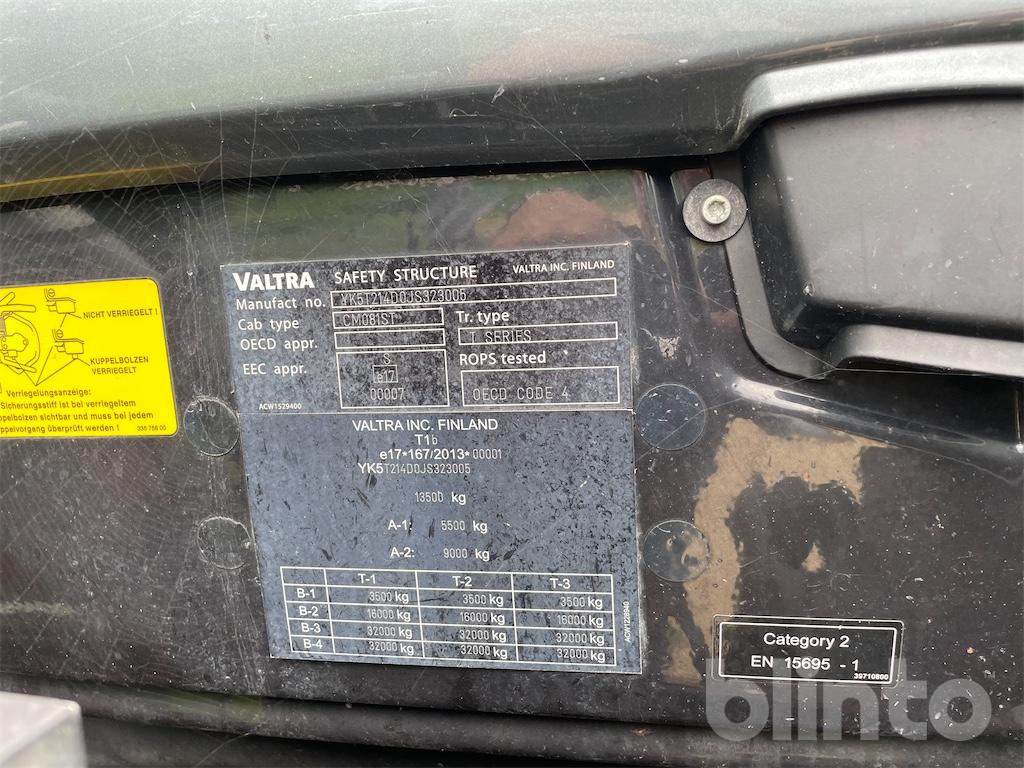 VALTRA SAFETY STRUCTURE VALTRA INC. FINLAND
Manufact no. YK5T214D0JS323005
Cab type CM081ST Tr. type
OECD appr. T SERIES
EEC appr. S ROPS tested
e17
00007 OECD CODE 4
ACW1529400
VALTRA INC. FINLAND
T1b
e17*167/2013*00001
YK5T214D0JS323005
13500 kg
A-1: 5500 kg
A-2: 9000 kg
T-1 T-2 T-3
B-1 3500 kg 3500 kg 3500 kg
B-2 16000 kg 16000 kg 16000 kg
B-3 32000 kg 32000 kg 32000 kg
B-4 32000 kg 32000 kg 32000 kg
ACW1228940
NICHT VERRIEGELT !
KUPPELBOLZEN
VERRIEGELT
Verriegelungsanzeige:
Sicherungsstift ist bei verriegeltem
ppelbolzen sichtbar und muss bei jedem
ppelvorgang überprüft werden !
Category 2
EN 15695 - 1
39710800
blinto